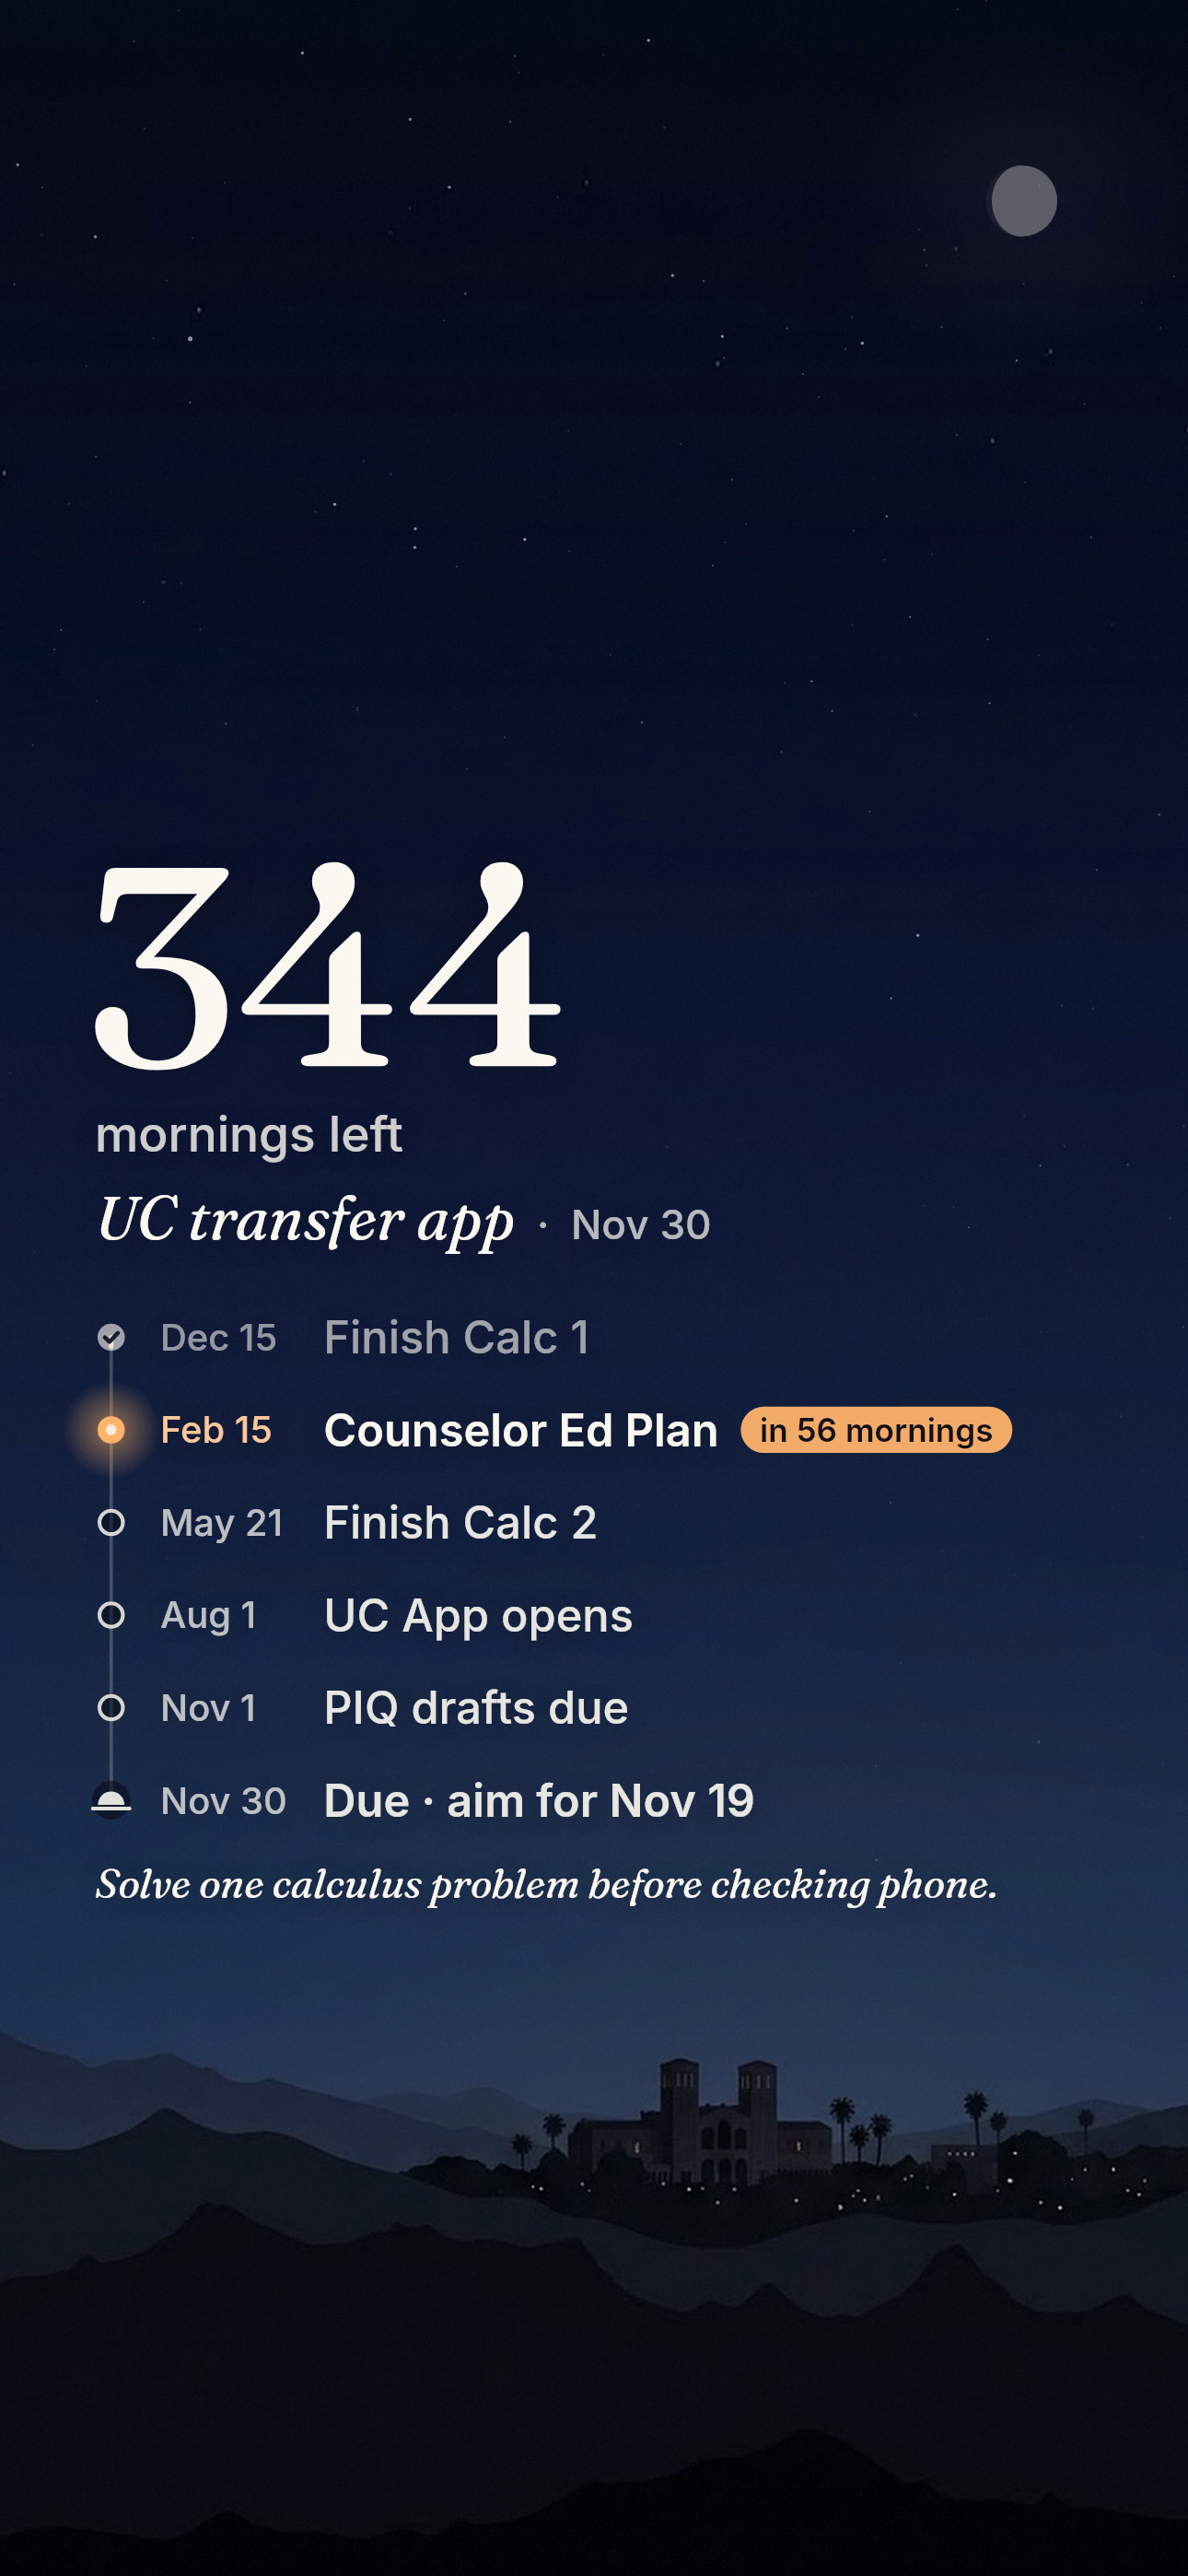 344
mornings left
UC transfer app · Nov 30
Dec 15 Finish Calc 1
Feb 15 Counselor Ed Plan in 56 mornings
May 21 Finish Calc 2
Aug 1 UC App opens
Nov 1 PIQ drafts due
Nov 30 Due · aim for Nov 19
Solve one calculus problem before checking phone.